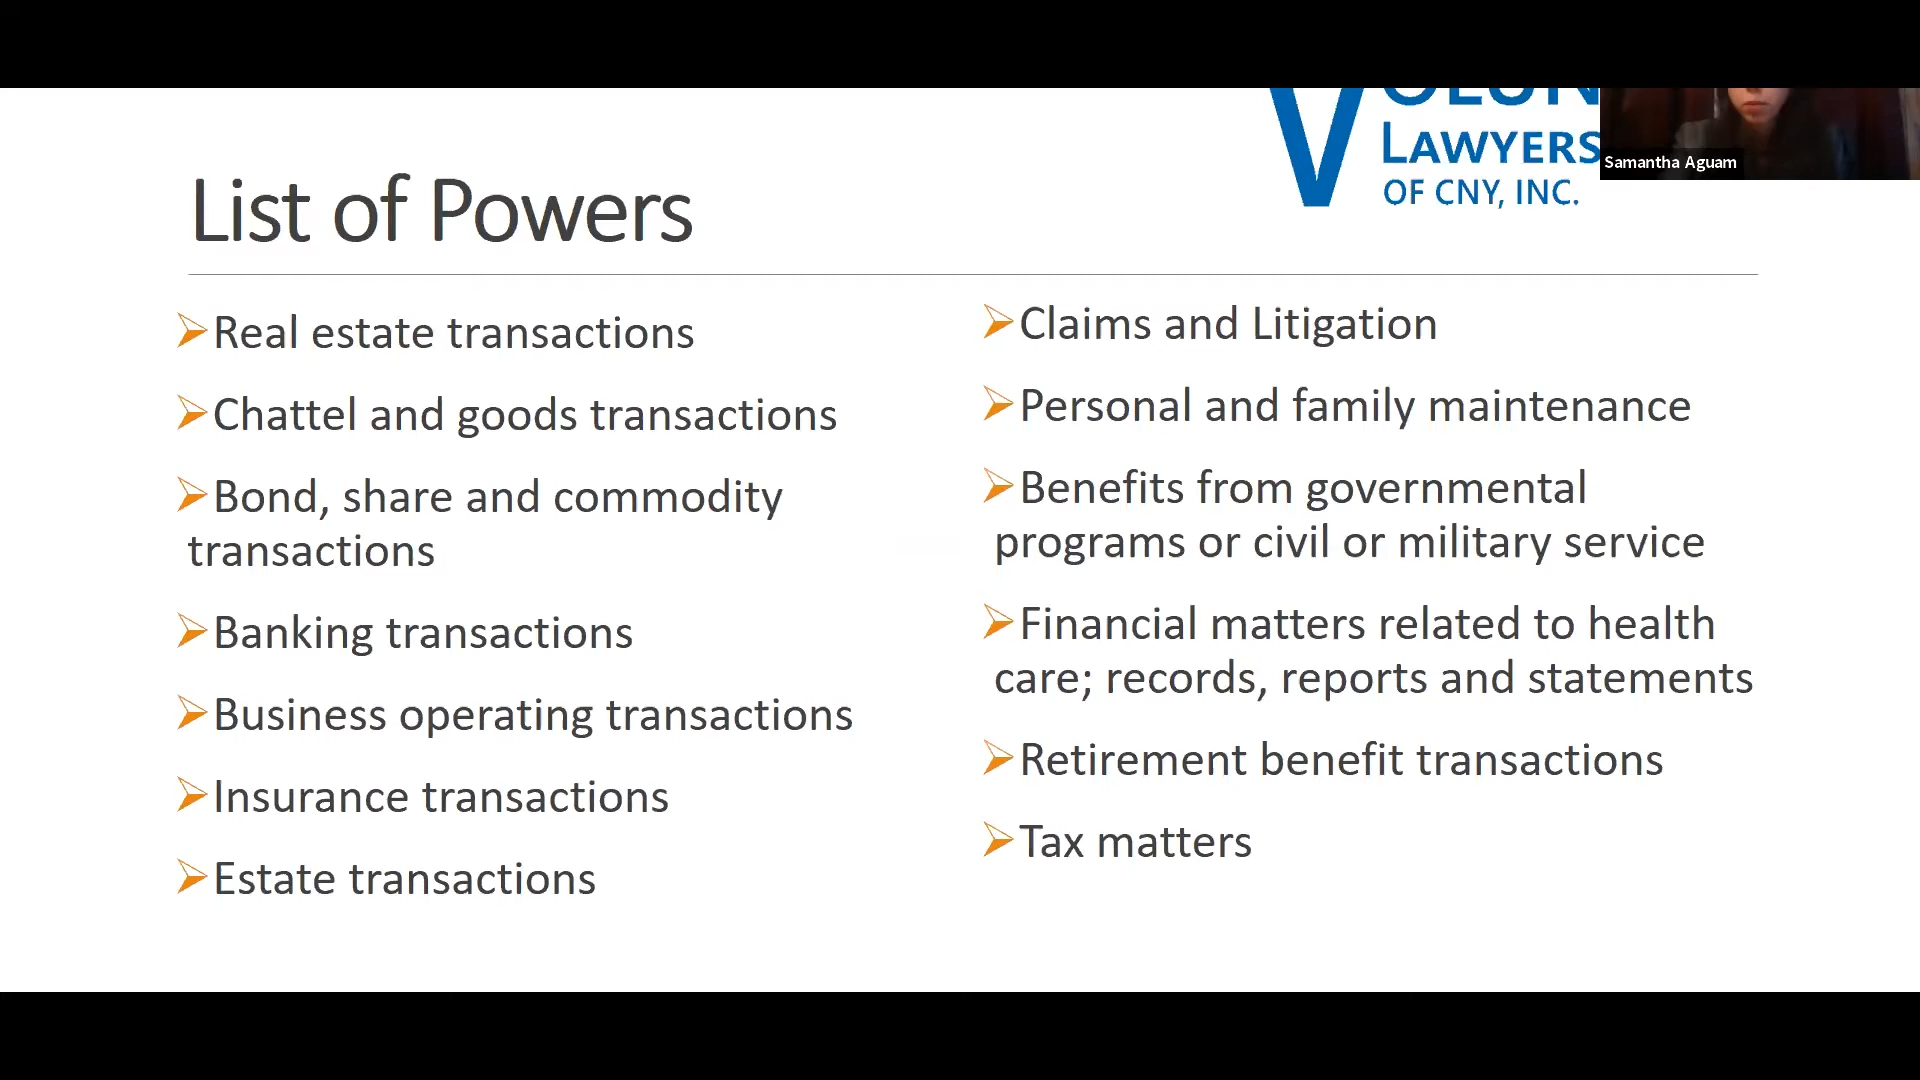 LAWYERS
OF CNY, INC.
Samantha Aguam
List of Powers
Real estate transactions
Chattel and goods transactions
Bond, share and commodity
transactions
Banking transactions
Business operating transactions
Insurance transactions
Estate transactions
Claims and Litigation
Personal and family maintenance
Benefits from governmental
programs or civil or military service
Financial matters related to health
care; records, reports and statements
Retirement benefit transactions
Tax matters